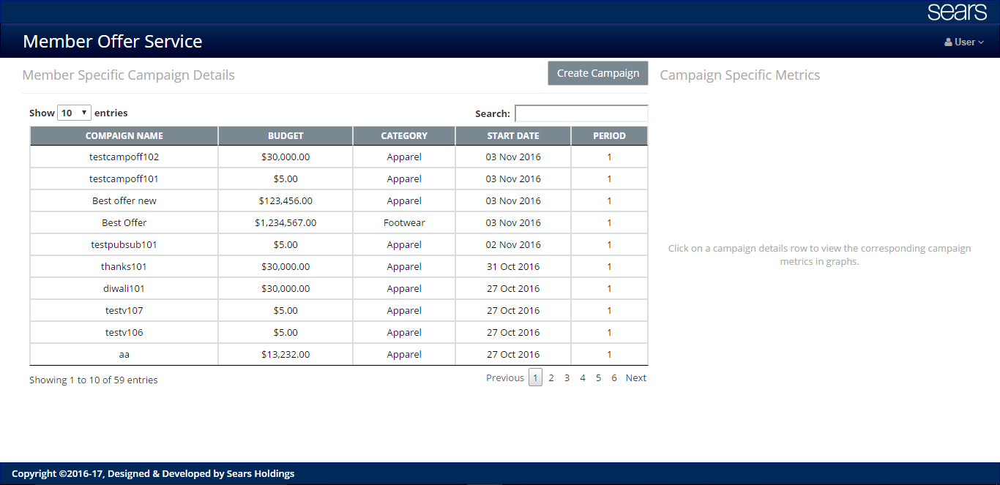 sears
Member Offer Service
User
Member Specific Campaign Details
Create Campaign
Campaign Specific Metrics
Show 10 entries
Search:
COMPAIGN NAME BUDGET CATEGORY START DATE PERIOD
testcampoff102 $30,000.00 Apparel 03 Nov 2016 1
testcampoff101 $5.00 Apparel 03 Nov 2016 1
Best offer new $123,456.00 Apparel 03 Nov 2016 1
Best Offer $1,234,567.00 Footwear 03 Nov 2016 1
testpubsub101 $5.00 Apparel 02 Nov 2016 1
thanks101 $30,000.00 Apparel 31 Oct 2016 1
diwali101 $30,000.00 Apparel 27 Oct 2016 1
testv107 $5.00 Apparel 27 Oct 2016 1
testv106 $5.00 Apparel 27 Oct 2016 1
aa $13,232.00 Apparel 27 Oct 2016 1
Showing 1 to 10 of 59 entries
Previous 1 2 3 4 5 6 Next
Click on a campaign details row to view the corresponding campaign
metrics in graphs.
Copyright ©2016-17, Designed & Developed by Sears Holdings